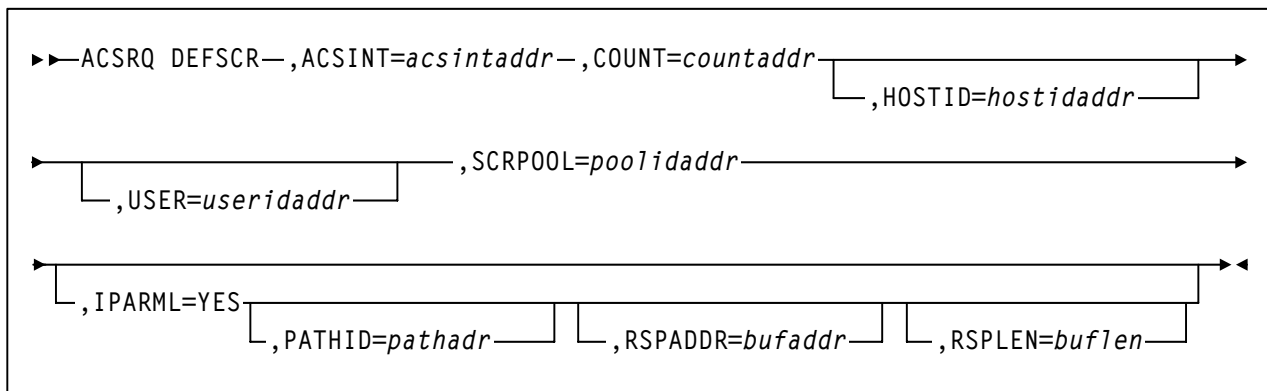 ACSRQ DEFSCR ,ACSINT=acsintaddr ,COUNT=countaddr
,HOSTID=hostidaddr
,SCRPOOL=poolidaddr
,USER=useridaddr
,IPARML=YES
,PATHID=pathadr ,RSPADDR=bufaddr ,RSPLEN=buflen